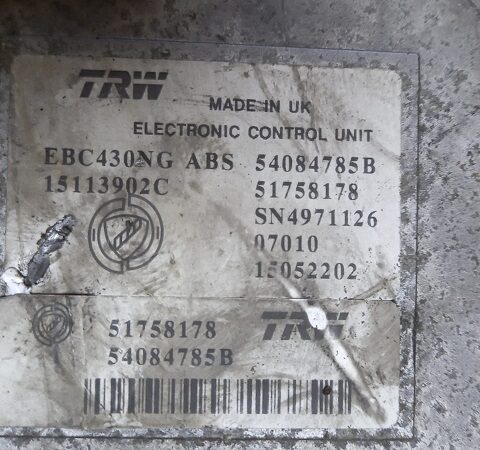 TRW
MADE IN UK
ELECTRONIC CONTROL UNIT
EBC430NG ABS 54084785B
15113902C 51758178
SN4971126
07010
15052202
51758178 TRW
54084785B